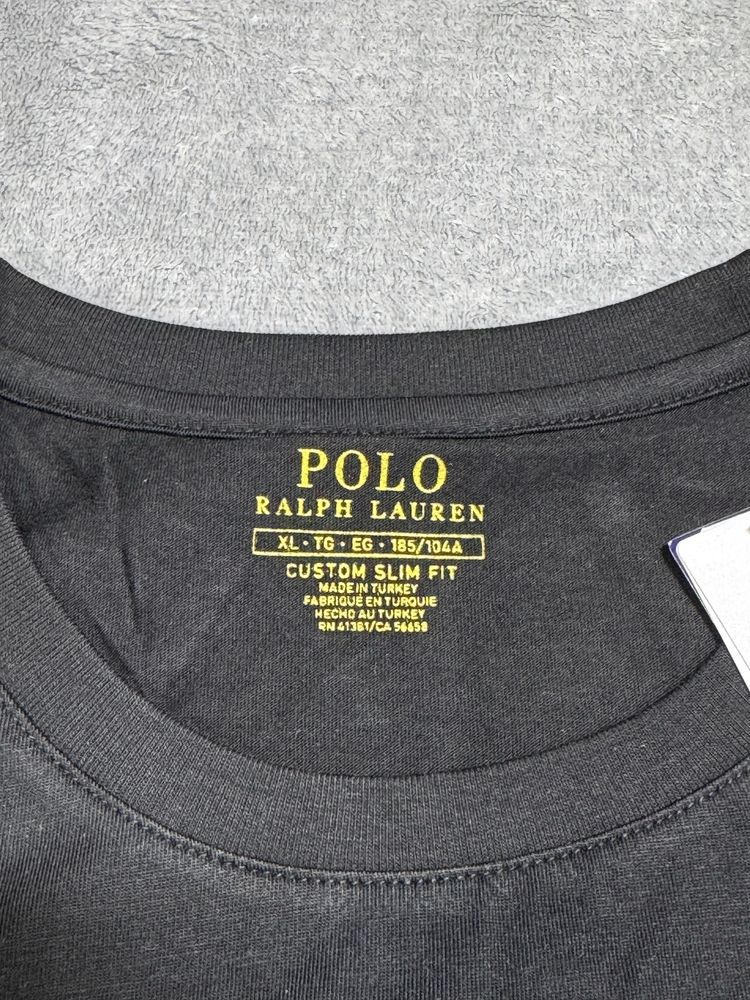 POLO
RALPH LAUREN
XL • TG • EG • 185/104A
CUSTOM SLIM FIT
MADE IN TURKEY
FABRIQUÉ EN TURQUIE
HECHO AU TURKEY
RN 41381/CA 56658